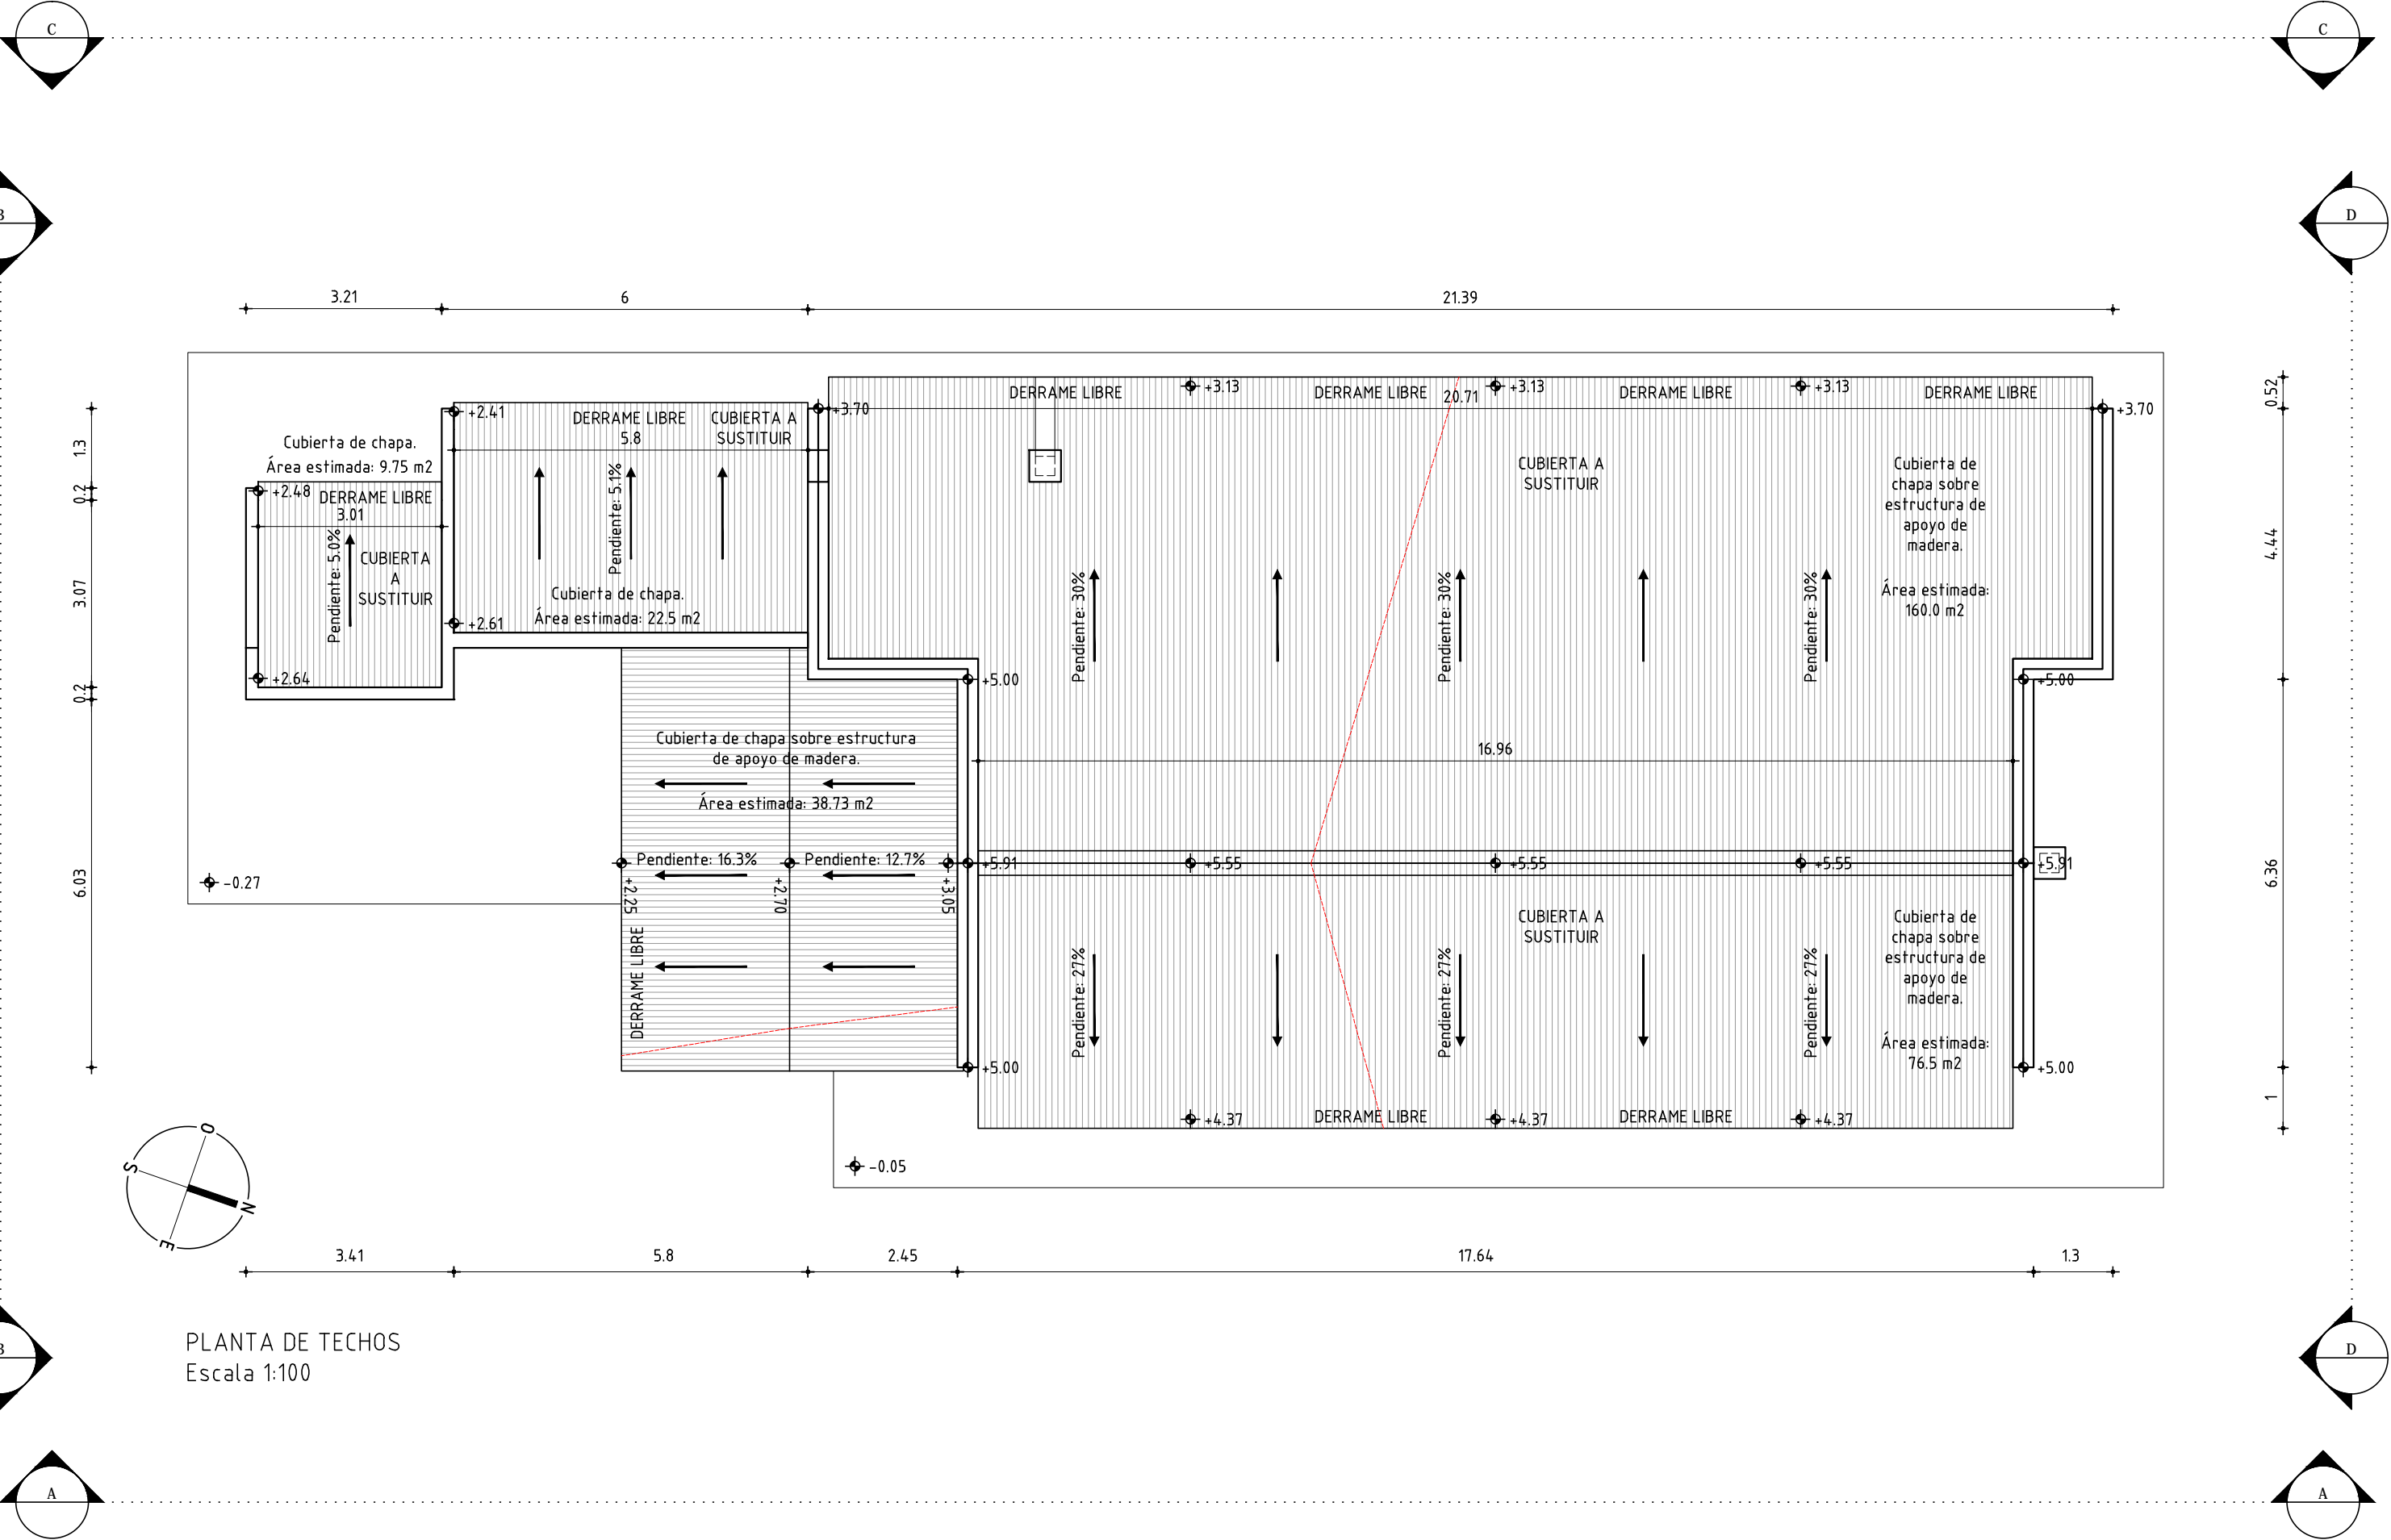 C
C
B
D
3.21
6
21.39
0.52
4.44
6.36
1
1.3
0.2
3.07
0.2
6.03
DERRAME LIBRE
+3.13
DERRAME LIBRE
20.71
+3.13
DERRAME LIBRE
+3.13
DERRAME LIBRE
+3.70
+3.70
+2.41
DERRAME LIBRE
5.8
CUBIERTA A
SUSTITUIR
Pendiente: 5.1%
Cubierta de chapa.
Área estimada: 22.5 m2
+2.61
Cubierta de chapa.
Área estimada: 9.75 m2
+2.48
DERRAME LIBRE
3.01
Pendiente: 5.0%
CUBIERTA
A
SUSTITUIR
+2.64
CUBIERTA A
SUSTITUIR
Cubierta de
chapa sobre
estructura de
apoyo de
madera.
Área estimada:
160.0 m2
Pendiente: 30%
Pendiente: 30%
Pendiente: 30%
+5.00
+5.00
16.96
Cubierta de chapa sobre estructura
de apoyo de madera.
Área estimada: 38.73 m2
Pendiente: 16.3%
Pendiente: 12.7%
+2.25
+2.70
+3.05
+5.91
+5.55
+5.55
+5.55
+5.91
-0.27
DERRAME LIBRE
CUBIERTA A
SUSTITUIR
Cubierta de
chapa sobre
estructura de
apoyo de
madera.
Área estimada:
76.5 m2
Pendiente: 27%
Pendiente: 27%
Pendiente: 27%
+5.00
+5.00
+4.37
DERRAME LIBRE
+4.37
DERRAME LIBRE
+4.37
-0.05
O
S
N
E
3.41
5.8
2.45
17.64
1.3
PLANTA DE TECHOS
Escala 1:100
B
D
A
A